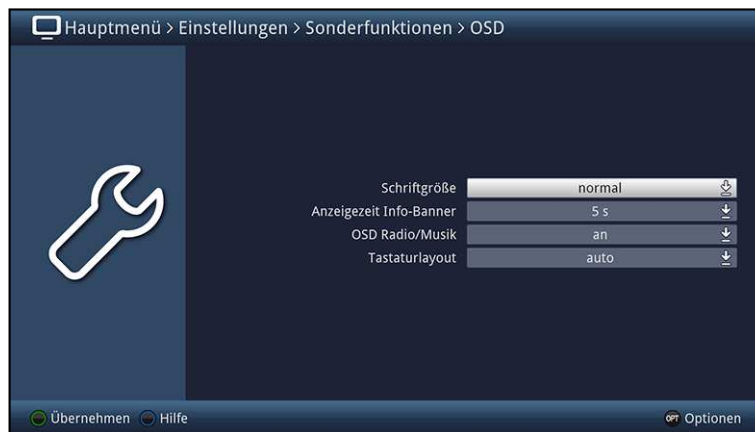 Hauptmenü > Einstellungen > Sonderfunktionen > OSD
Schriftgröße normal
Anzeigezeit Info-Banner 5 s
OSD Radio/Musik an
Tastaturlayout auto
Übernehmen Hilfe OPT Optionen